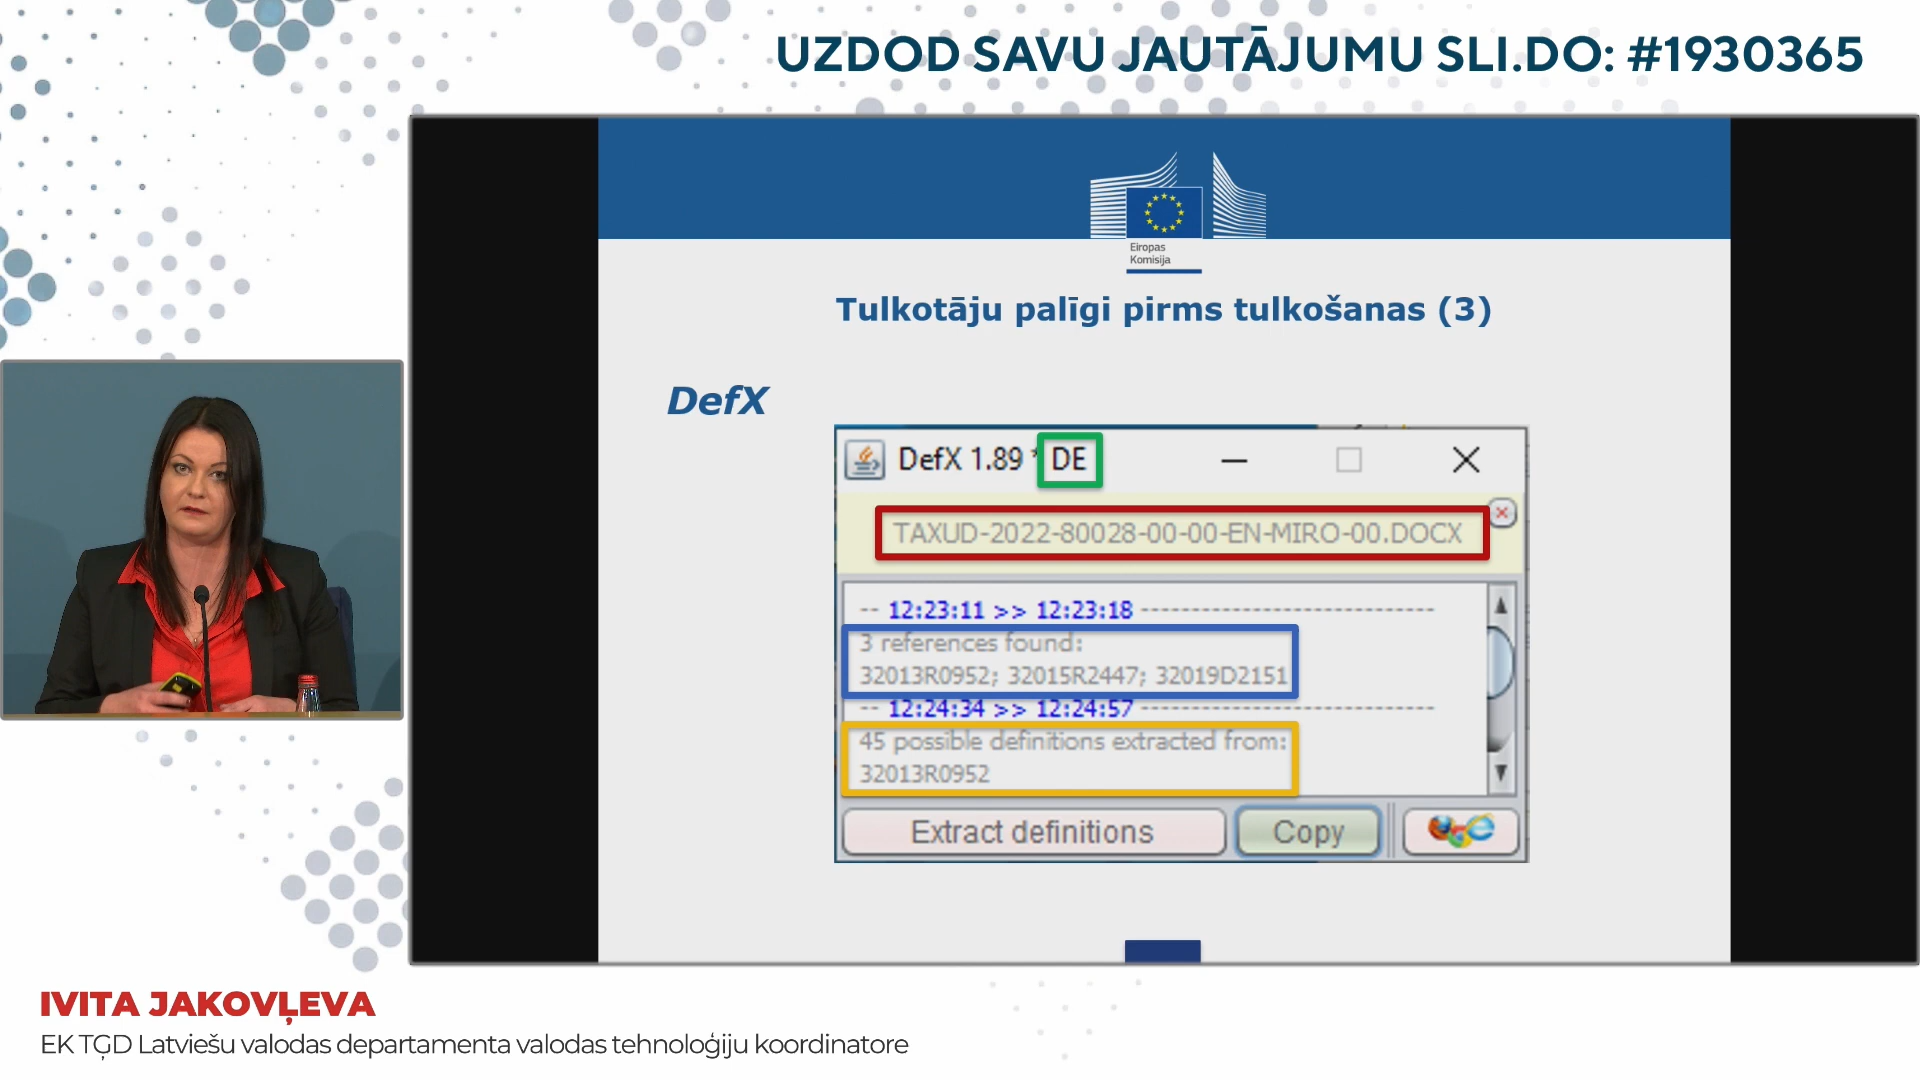 UZDOD SAVU JAUTĀJUMU SLI.DO: #1930365
Eiropas
Komisija
Tulkotāju palīgi pirms tulkošanas (3)
DefX
DefX 1.89 * DE
TAXUD-2022-80028-00-00-EN-MIRO-00.DOCX
-- 12:23:11 >> 12:23:18 -----------------------------
3 references found:
32013R0952; 32015R2447; 32019D2151
-- 12:24:34 >> 12:24:57 -----------------------------
45 possible definitions extracted from:
32013R0952
Extract definitions
Copy
IVITA JAKOVĻEVA
EK TĢD Latviešu valodas departamenta valodas tehnoloģiju koordinatore